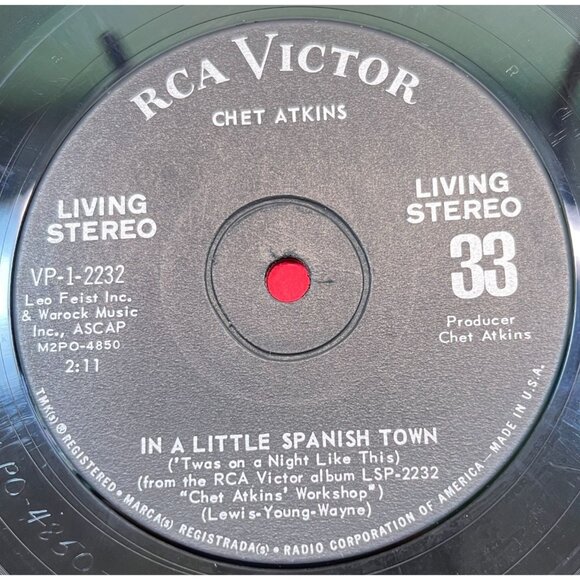 RCA VICTOR
CHET ATKINS
LIVING
STEREO
VP-1-2232
Leo Feist Inc.
& Warock Music
Inc., ASCAP
M2PO-4850
2:11
LIVING
STEREO
33
Producer
Chet Atkins
IN A LITTLE SPANISH TOWN
('Twas on a Night Like This)
(from the RCA Victor album LSP-2232
"Chet Atkins' Workshop")
(Lewis-Young-Wayne)
TMK(s) ® REGISTERED • MARCA(s) REGISTRADA(s) • RADIO CORPORATION OF AMERICA — MADE IN U.S.A.
PO-4850